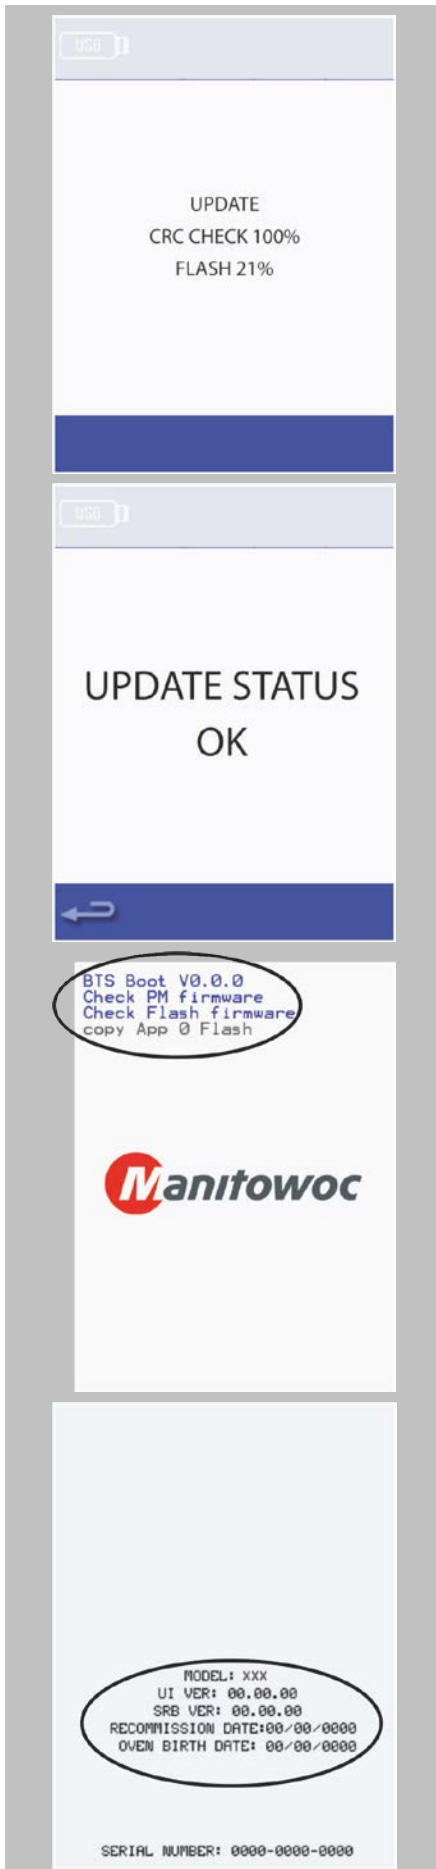 USB
UPDATE
CRC CHECK 100%
FLASH 21%
USB
UPDATE STATUS
OK
BTS Boot V0.0.0
Check PM firmware
Check Flash firmware
copy App 0 Flash
Manitowoc
MODEL: XXX
UI VER: 00.00.00
SRB VER: 00.00.00
RECOMMISSION DATE:00/00/0000
OVEN BIRTH DATE: 00/00/0000
SERIAL NUMBER: 0000-0000-0000